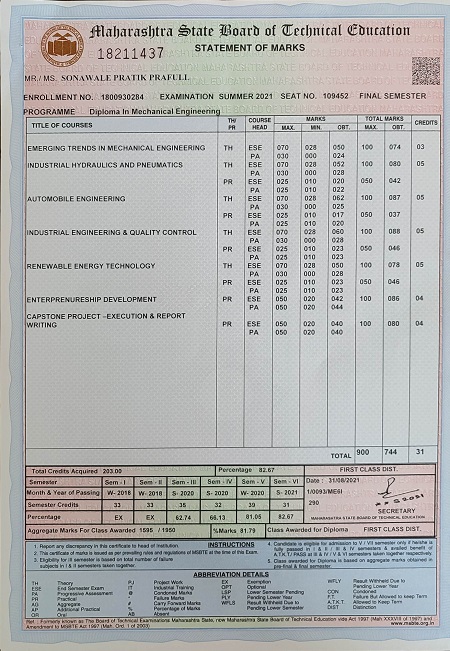 Maharashtra State Board of Technical Education
18211437
STATEMENT OF MARKS
MR./ MS. SONAWALE PRATIK PRAFULL
ENROLLMENT NO. 1800930284 EXAMINATION SUMMER 2021 SEAT NO. 109452 FINAL SEMESTER
PROGRAMME Diploma In Mechanical Engineering
TITLE OF COURSES TH/ PR COURSE HEAD MARKS MAX. MIN. OBT. TOTAL MARKS MAX. OBT. CREDITS
EMERGING TRENDS IN MECHANICAL ENGINEERING TH ESE 070 028 050 100 074 03
PA 030 000 024
INDUSTRIAL HYDRAULICS AND PNEUMATICS TH ESE 070 028 052 100 080 05
PA 030 000 028
PR ESE 025 010 020 050 042
PA 025 010 022
AUTOMOBILE ENGINEERING TH ESE 070 028 062 100 087 05
PA 030 000 025
PR ESE 025 010 017 050 037
PA 025 010 020
INDUSTRIAL ENGINEERING & QUALITY CONTROL TH ESE 070 028 060 100 088 05
PA 030 000 028
PR ESE 025 010 023 050 046
PA 025 010 023
RENEWABLE ENERGY TECHNOLOGY TH ESE 070 028 050 100 078 05
PA 030 000 028
PR ESE 025 010 023 050 046
PA 025 010 023
ENTERPRENEURESHIP DEVELOPMENT PR ESE 050 020 042 100 086 04
PA 050 020 044
CAPSTONE PROJECT –EXECUTION & REPORT
WRITING PR ESE 050 020 040 100 080 04
PA 050 020 040
TOTAL 900 744 31
Total Credits Acquired 203.00 Percentage 82.67 FIRST CLASS DIST.
Semester Sem - I Sem - II Sem - III Sem - IV Sem - V Sem - VI Date : 31/08/2021
Month & Year of Passing W- 2018 W- 2018 S- 2020 S- 2020 W- 2020 S- 2021 1/0093/ME6I
Semester Credits 33 33 35 32 39 31 290
SECRETARY
Percentage EX EX 62.74 66.13 81.05 82.67 MAHARASHTRA STATE BOARD OF TECHNICAL EDUCATION
Aggregate Marks For Class Awarded 1595 / 1950 %Marks 81.79 Class Awarded for Diploma FIRST CLASS DIST.
INSTRUCTIONS
1. Report any discrepancy in this certificate to head of Institution.
2. This certificate of marks is issued as per prevailing rules and regulations of MSBTE at the time of this Exam.
3. Eligibility for III semester is based on total number of failure
subjects in I & II semesters taken together.
4. Candidate is eligible for admission to V / VII semester only if he/she is
fully passed in I & II / III & IV semesters & availed benefit of
A.T.K.T./ PASS at III & IV / V & VI semesters taken together respectively
5. Class awarded for Diploma is based on aggregate marks obtained in
pre-final & final semester.
ABBREVIATION DETAILS
TH Theory PJ Project Work EX Exemption WFLY Result Withheld Due to
ESE End Semester Exam IT Industrial Training OPT Optional Pending Lower Year
PA Progressive Assessment @ Condoned Marks LSP Lower Semester Pending CON Condoned
PR Practical * Failure Marks PLY Pending Lower Year F.T. Failure But Allowed to Keep Term
AG Aggregate # Carry Forward Marks WPLS Result Withheld Due to A.T.K.T. Allowed to Keep Term
AP Additional Practical % Percentage of Marks Pending Lower Semester DIST Distinction
OR Oral AB Absent
Ref : Formerly known as The Board of Technical Examinations Maharashtra State, now Maharashtra State Board of Technical Education vide Act 1997 (Mah XXXVIII of 1997) and
Amendment to MSBTE Act 1997 (Mah. Ord. 1 of 2003) www.msbte.org.in